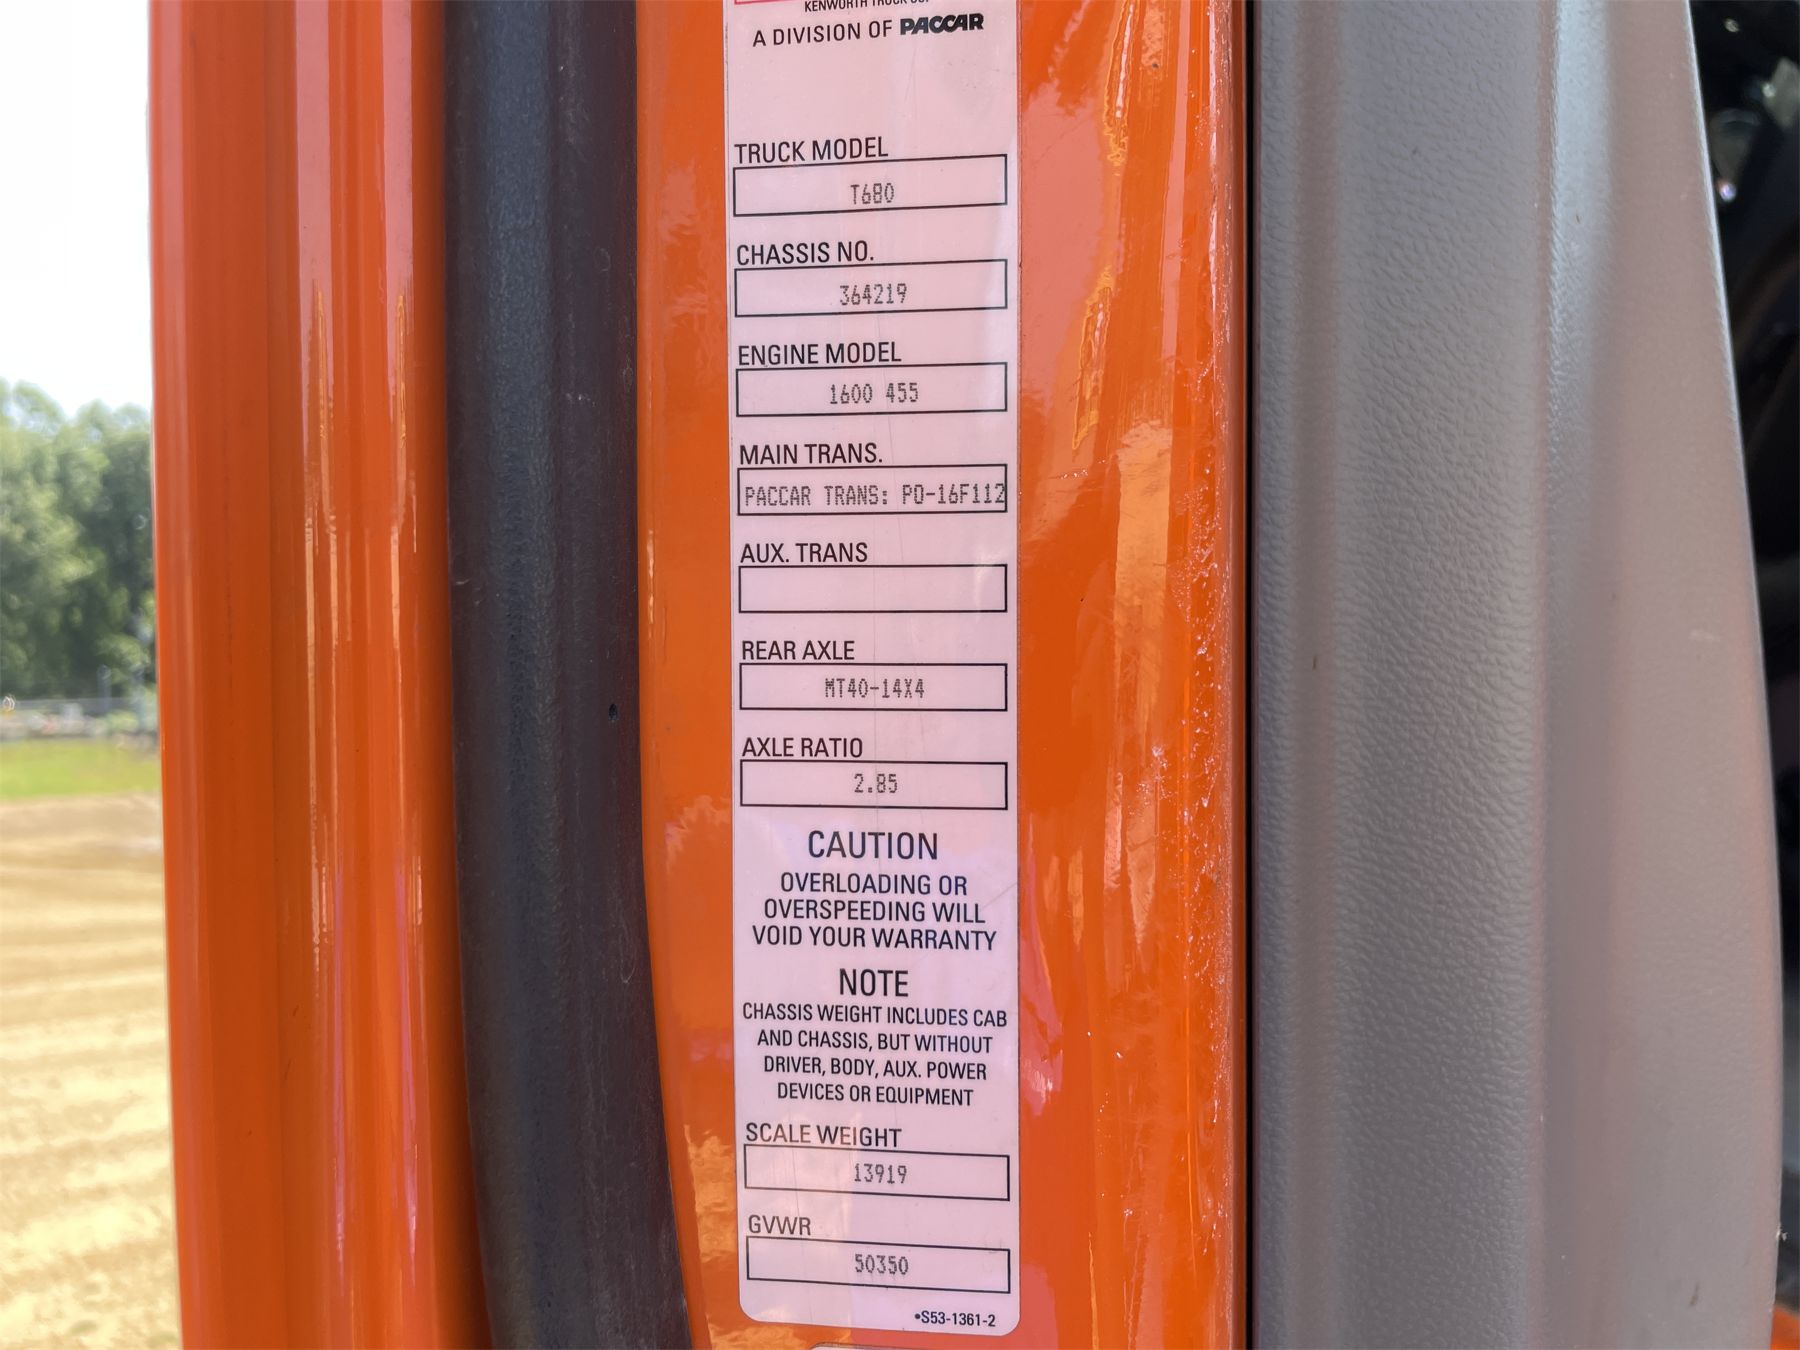 KENWORTH TRUCK CO.
A DIVISION OF PACCAR
TRUCK MODEL
T680
CHASSIS NO.
364219
ENGINE MODEL
1600 455
MAIN TRANS.
PACCAR TRANS: PO-16F112
AUX. TRANS
REAR AXLE
MT40-14X4
AXLE RATIO
2.85
CAUTION
OVERLOADING OR
OVERSPEEDING WILL
VOID YOUR WARRANTY
NOTE
CHASSIS WEIGHT INCLUDES CAB
AND CHASSIS, BUT WITHOUT
DRIVER, BODY, AUX. POWER
DEVICES OR EQUIPMENT
SCALE WEIGHT
13919
GVWR
50350
•S53-1361-2